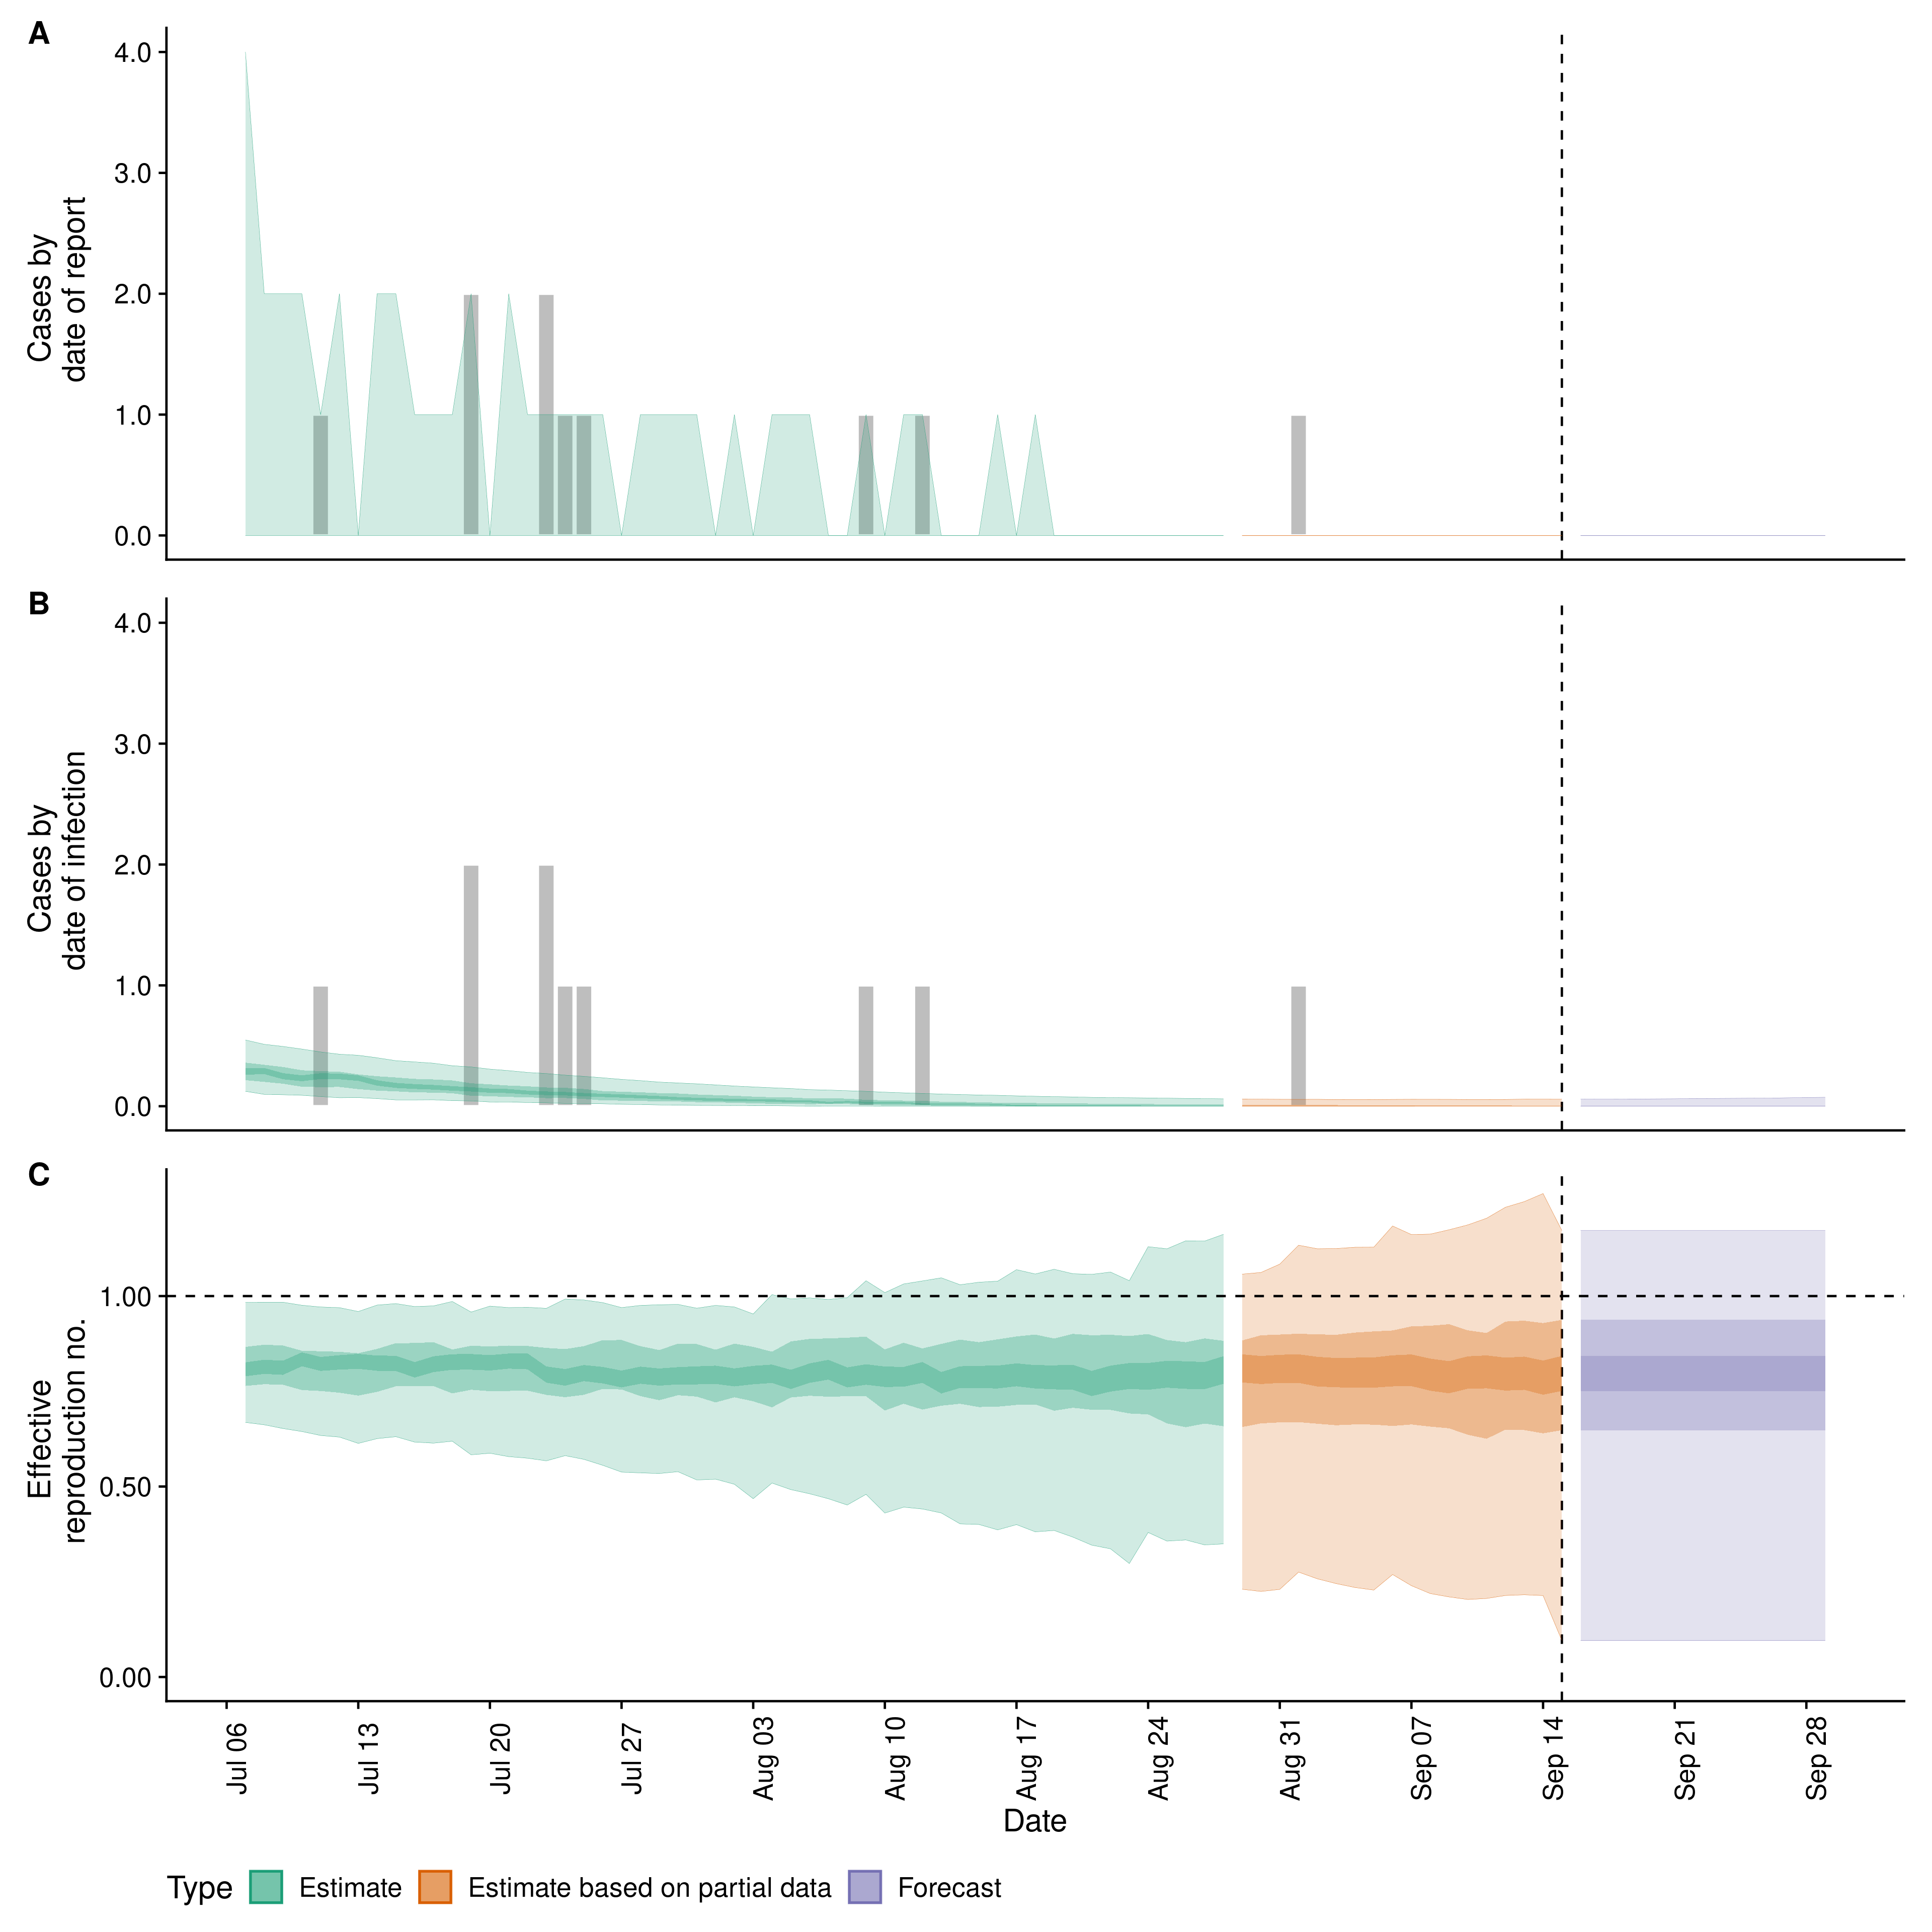 A
Cases by
date of report
4.0
3.0
2.0
1.0
0.0
B
Cases by
date of infection
4.0
3.0
2.0
1.0
0.0
C
Effective
reproduction no.
1.00
0.50
0.00
Jul 06
Jul 13
Jul 20
Jul 27
Aug 03
Aug 10
Aug 17
Aug 24
Aug 31
Sep 07
Sep 14
Sep 21
Sep 28
Date
Type Estimate Estimate based on partial data Forecast